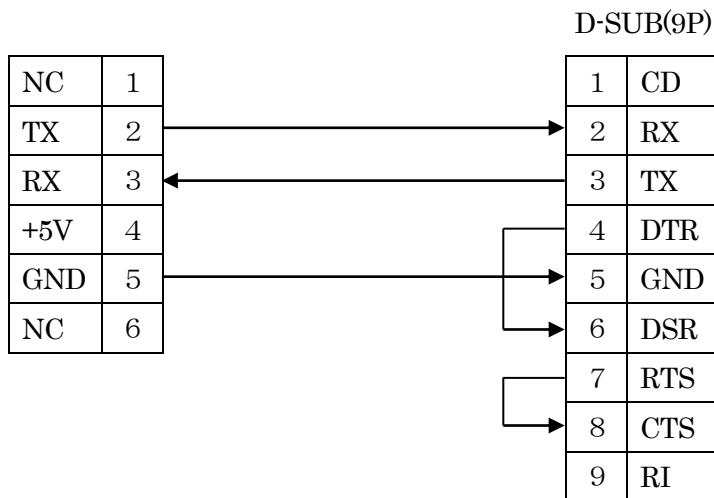 D-SUB(9P)
NC 1 1 CD
TX 2 2 RX
RX 3 3 TX
+5V 4 4 DTR
GND 5 5 GND
NC 6 6 DSR
7 RTS
8 CTS
9 RI